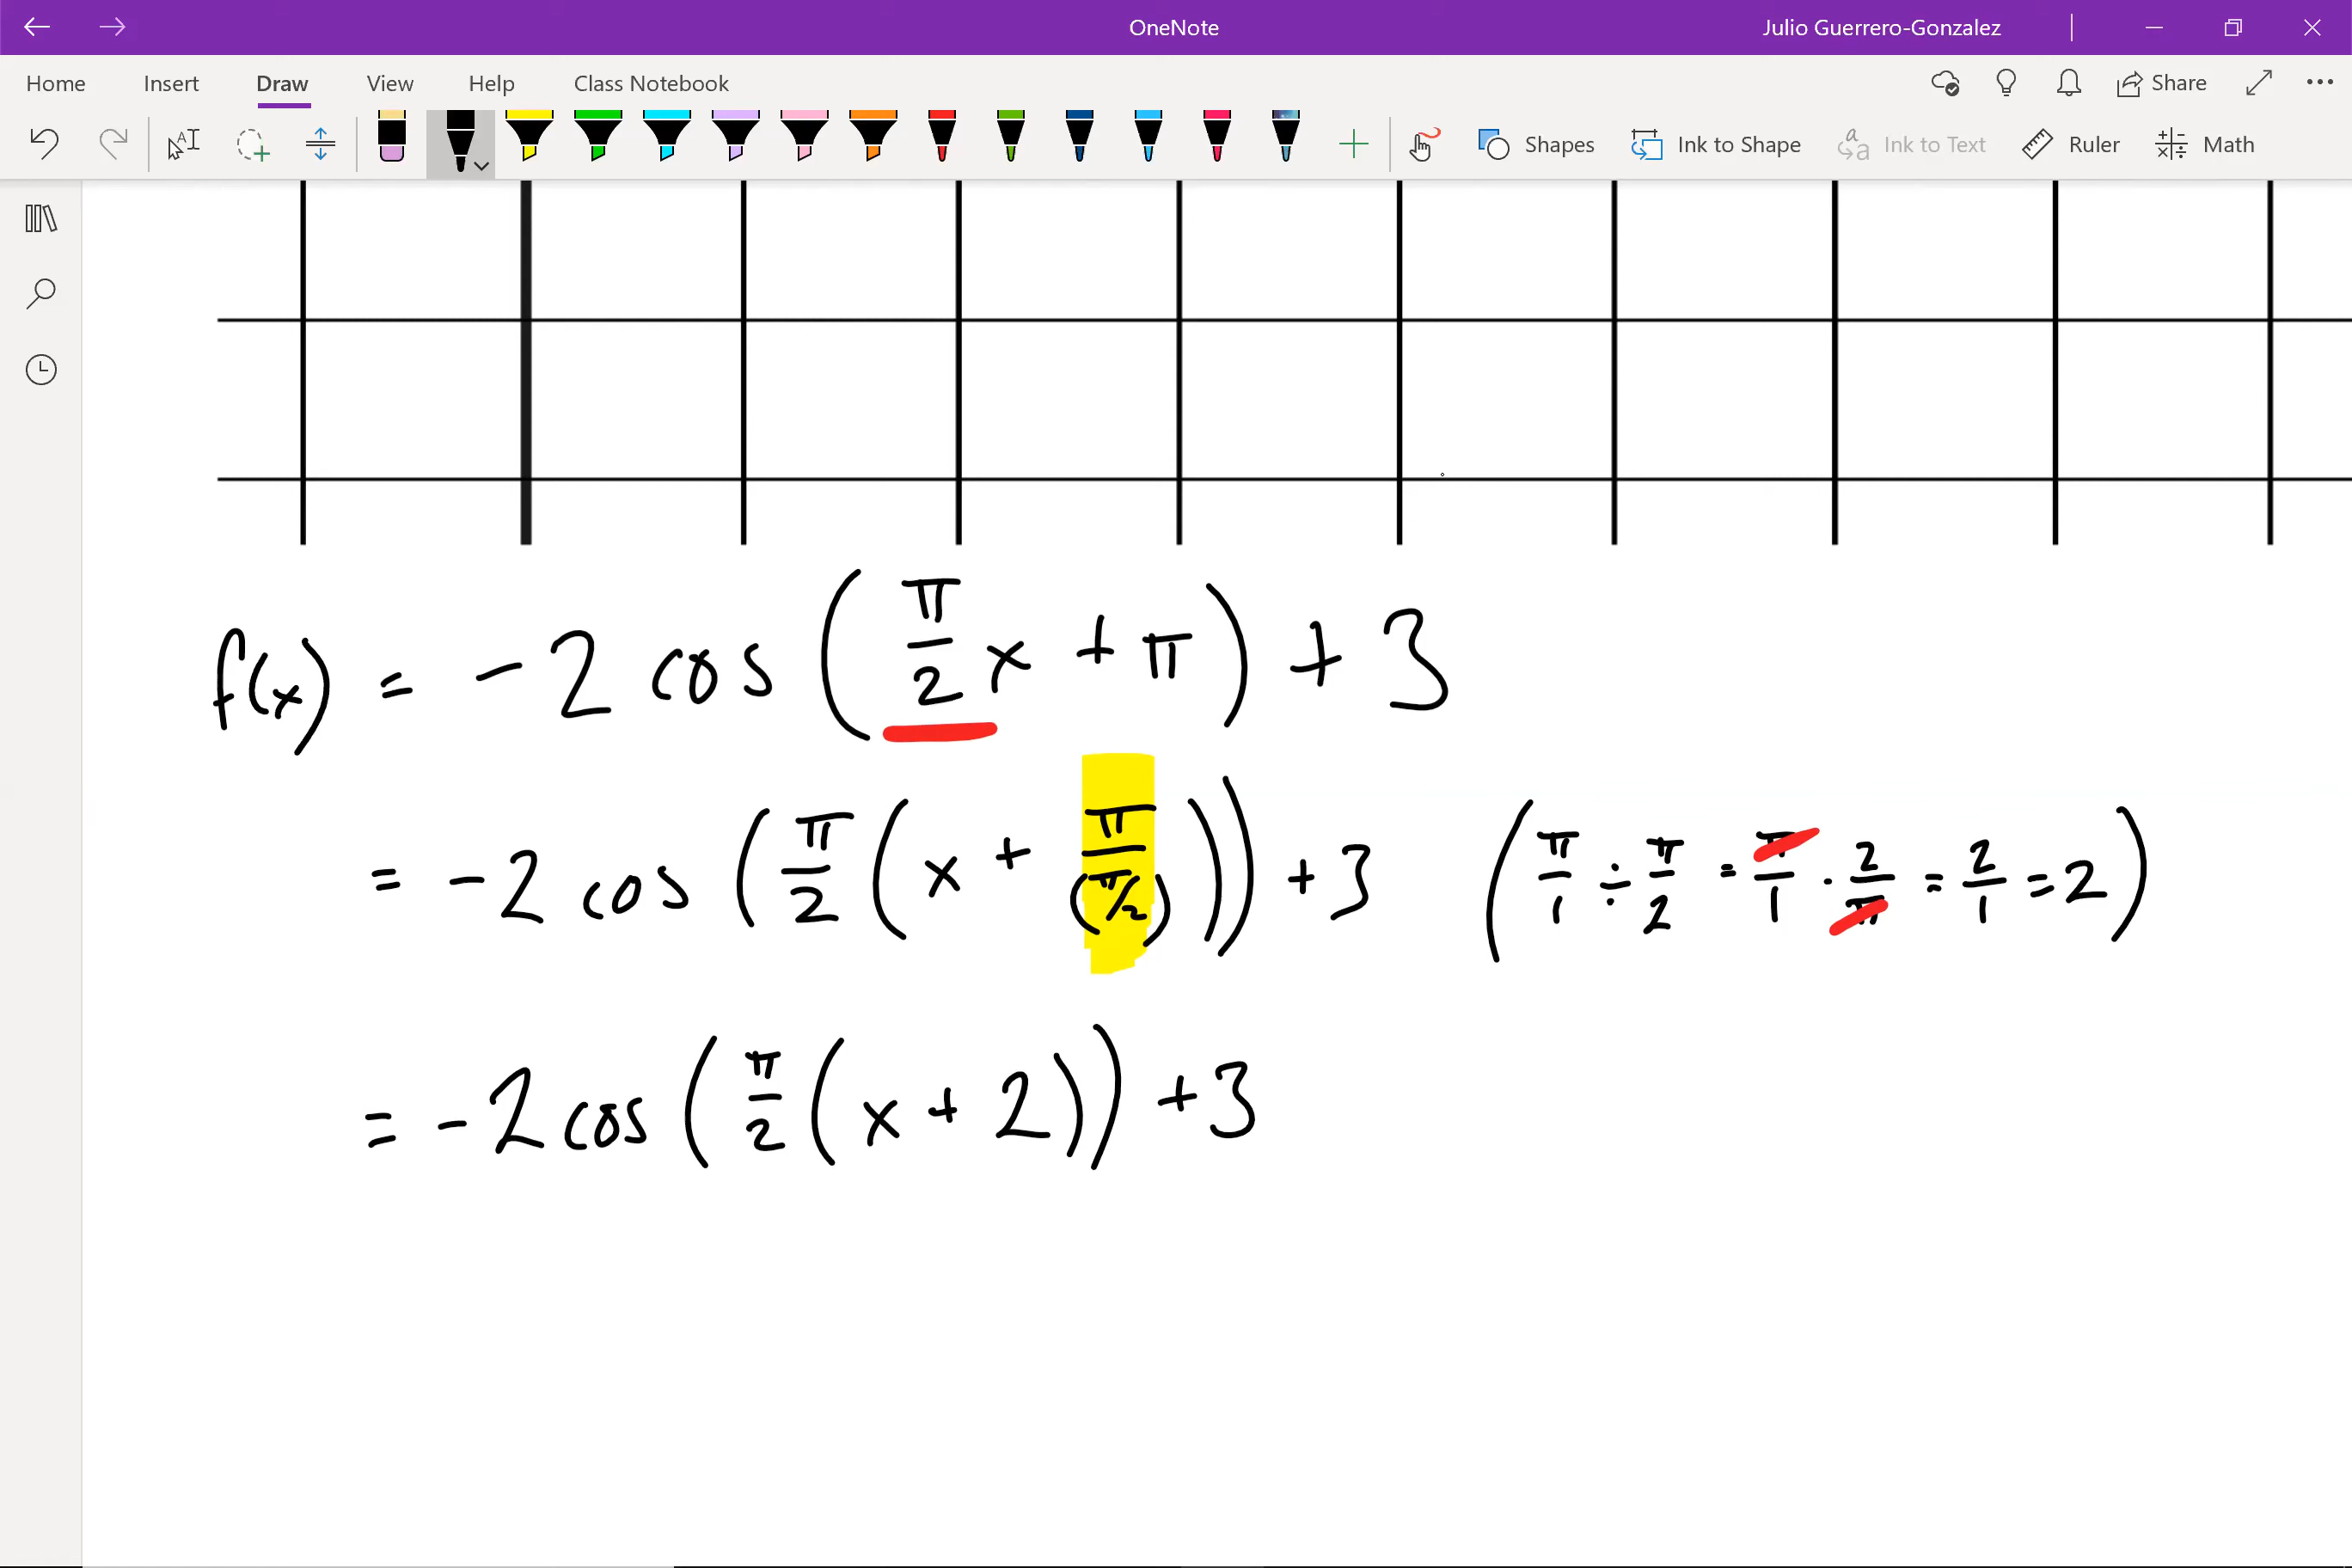 OneNote
Julio Guerrero-Gonzalez
Home Insert Draw View Help Class Notebook Share
Shapes Ink to Shape Ink to Text Ruler Math
f(x) = -2 cos (π/2 x + π) + 3
= -2 cos (π/2 (x + π/(π/2))) + 3 (π/1 ÷ π/2 = π/1 · 2/π = 2/1 = 2)
= -2 cos (π/2 (x + 2)) + 3